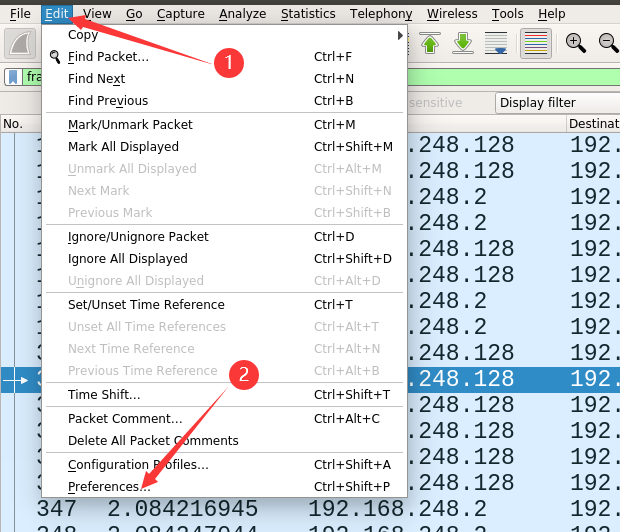 File Edit View Go Capture Analyze Statistics Telephony Wireless Tools Help
Copy
1
Find Packet... Ctrl+F
Find Next Ctrl+N
fra
Find Previous Ctrl+B
sensitive Display filter
No. Destinat
Mark/Unmark Packet Ctrl+M
Mark All Displayed Ctrl+Shift+M
Unmark All Displayed Ctrl+Alt+M
Next Mark Ctrl+Shift+N
Previous Mark Ctrl+Shift+B
Ignore/Unignore Packet Ctrl+D
Ignore All Displayed Ctrl+Shift+D
Unignore All Displayed Ctrl+Alt+D
Set/Unset Time Reference Ctrl+T
Unset All Time References Ctrl+Alt+T
Next Time Reference Ctrl+Alt+N
Previous Time Reference Ctrl+Alt+B
2
Time Shift... Ctrl+Shift+T
Packet Comment... Ctrl+Alt+C
Delete All Packet Comments
Configuration Profiles... Ctrl+Shift+A
Preferences... Ctrl+Shift+P
.248.128 192.
.248.128 192.
.248.2 192.
.248.2 192.
.248.128 192.
.248.128 192.
.248.2 192.
.248.2 192.
.248.128 192.
.248.128 192.
.248.128 192.
.248.128 192.
.248.128 192.
.248.2 192.
347 2.084216945 192.168.248.2 192.
348 2.084247944 192.168.248.2 192.